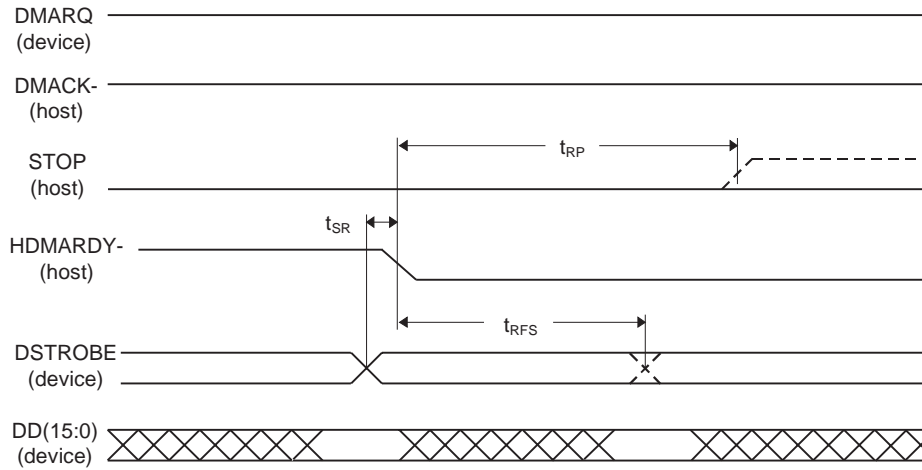 DMARQ
(device)
DMACK-
(host)
STOP
(host)
tRP
tSR
HDMARDY-
(host)
tRFS
DSTROBE
(device)
DD(15:0)
(device)